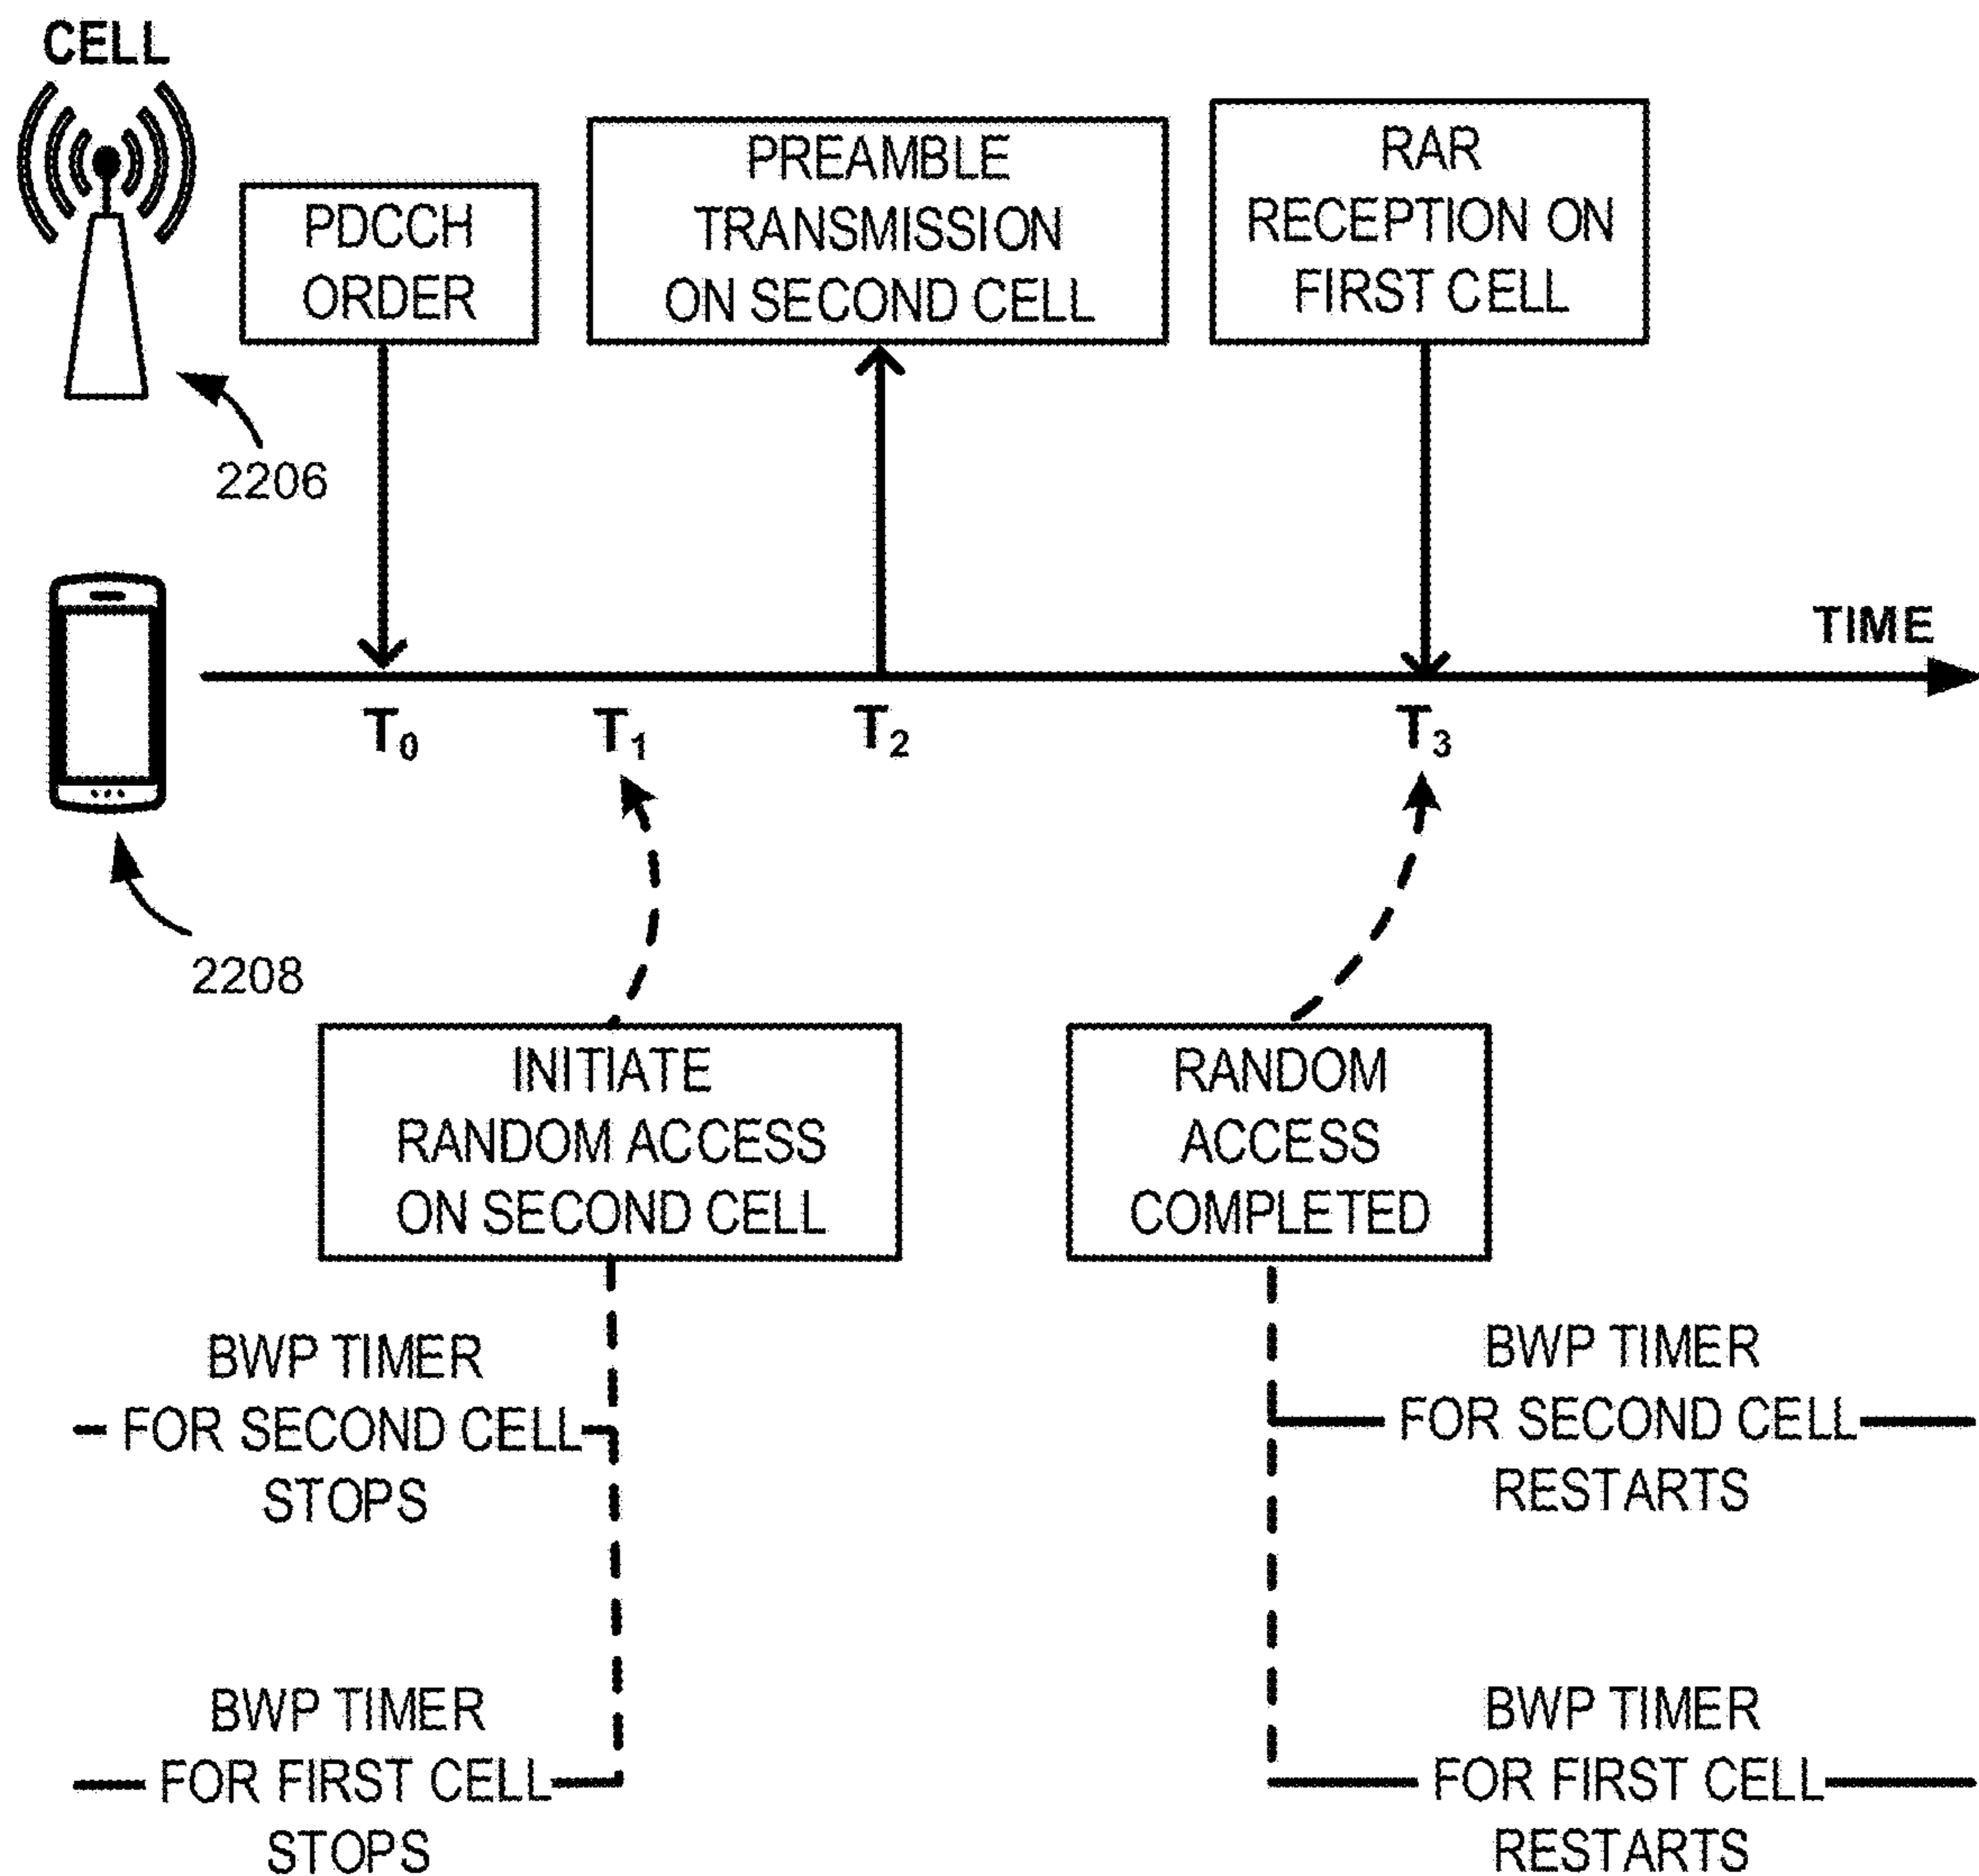 CELL
PDCCH
ORDER
PREAMBLE
TRANSMISSION
ON SECOND CELL
RAR
RECEPTION ON
FIRST CELL
2206
TIME
T0
T1
T2
T3
2208
INITIATE
RANDOM ACCESS
ON SECOND CELL
RANDOM
ACCESS
COMPLETED
BWP TIMER
FOR SECOND CELL
STOPS
BWP TIMER
FOR SECOND CELL
RESTARTS
BWP TIMER
FOR FIRST CELL
STOPS
BWP TIMER
FOR FIRST CELL
RESTARTS